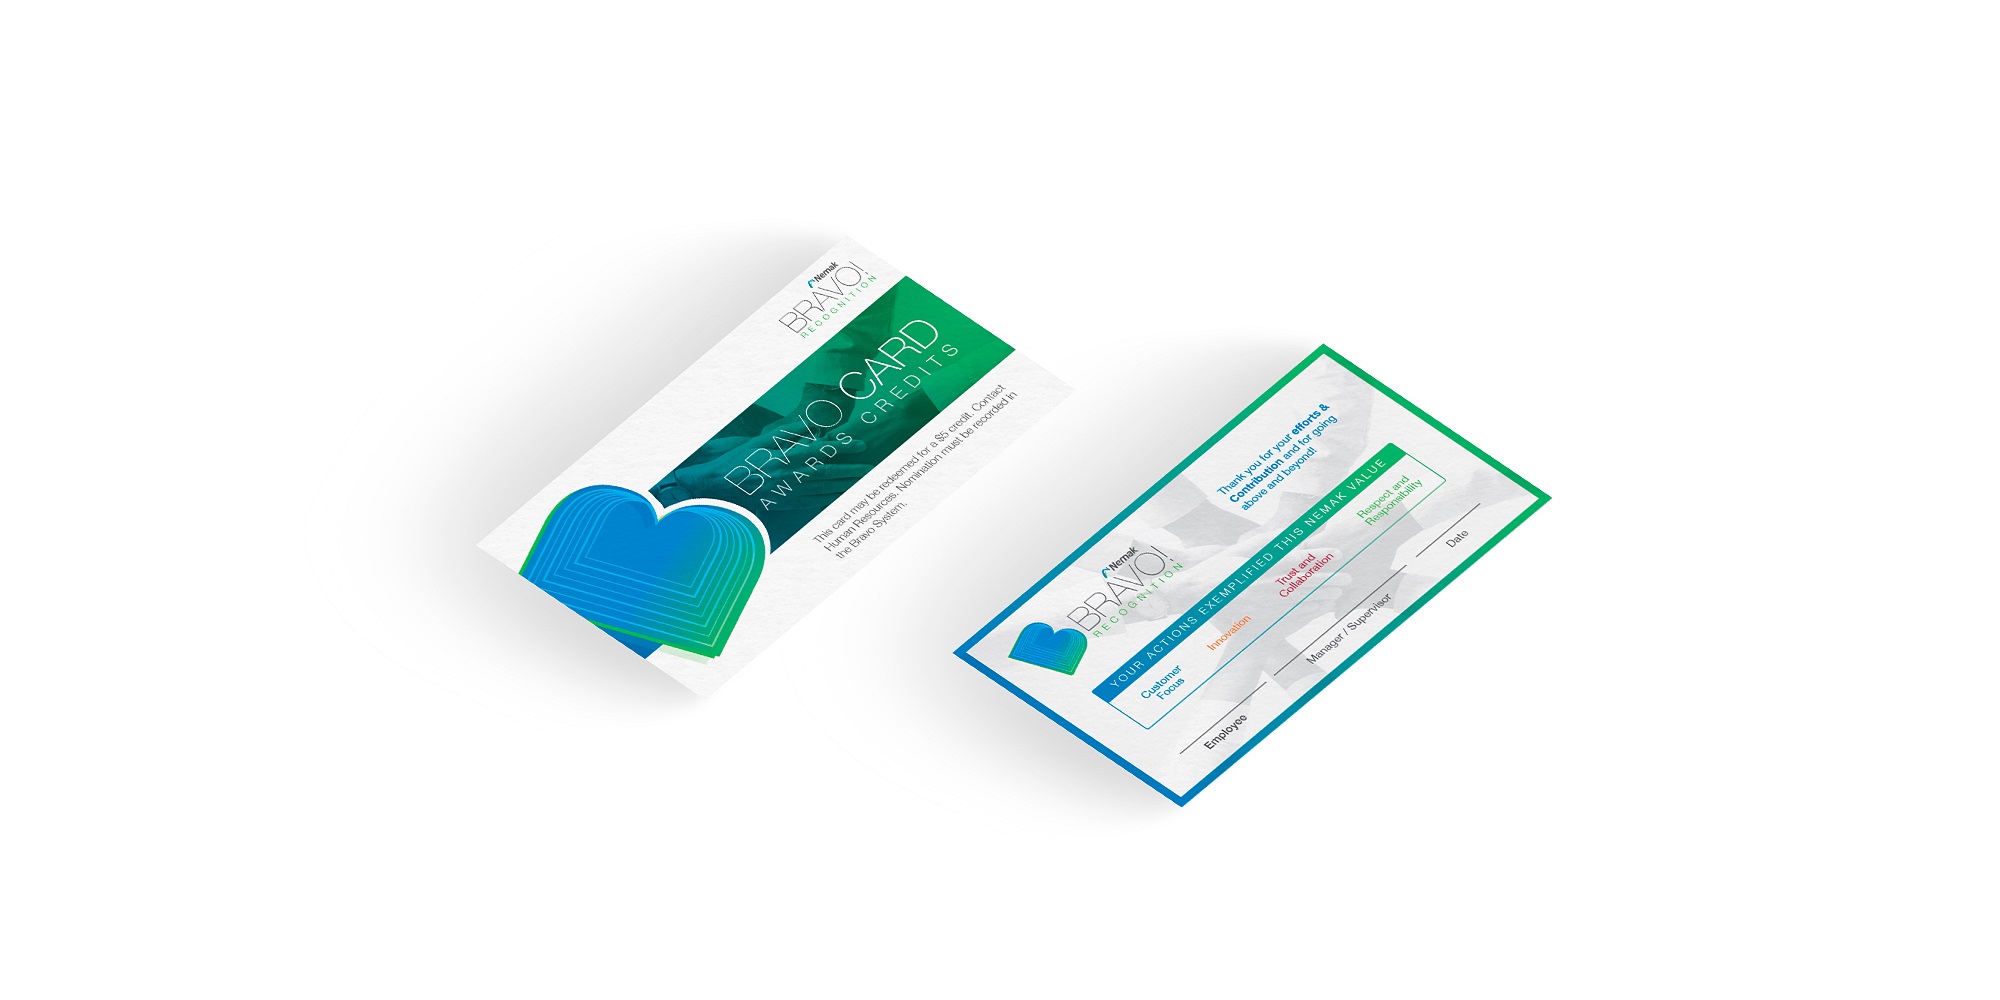 Nemak
BRAVO!
RECOGNITION
BRAVO CARD
AWARDS CREDITS
This card may be redeemed for a $5 credit. Contact
Human Resources. Nomination must be recorded in
the Bravo System.
Nemak
BRAVO!
RECOGNITION
Thank you for your efforts &
Contribution and for going
above and beyond!
YOUR ACTIONS EXEMPLIFIED THIS NEMAK VALUE
Customer
Focus
Innovation
Trust and
Collaboration
Respect and
Responsibility
Employee
Manager / Supervisor
Date